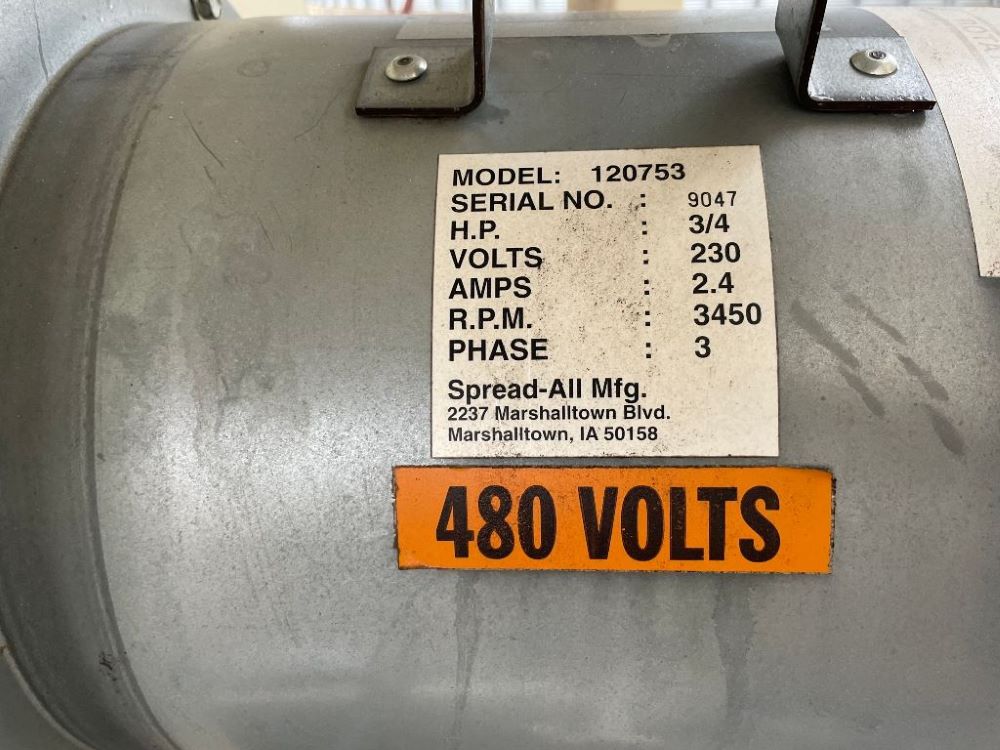 MODEL: 120753
SERIAL NO. : 9047
H.P. : 3/4
VOLTS : 230
AMPS : 2.4
R.P.M. : 3450
PHASE : 3
Spread-All Mfg.
2237 Marshalltown Blvd.
Marshalltown, IA 50158
480 VOLTS